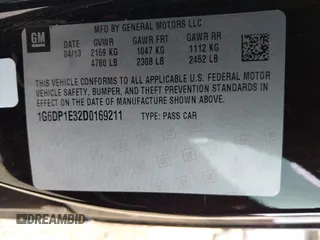 MFD BY GENERAL MOTORS LLC
GM
DATE GVWR GAWR FRT GAWR RR
04/13 2159 KG 1047 KG 1112 KG
4760 LB 2308 LB 2452 LB
THIS VEHICLE CONFORMS TO ALL APPLICABLE U.S. FEDERAL MOTOR
VEHICLE SAFETY, BUMPER, AND THEFT PREVENTION STANDARDS
IN EFFECT ON THE DATE OF MANUFACTURE SHOWN ABOVE.
1G6DP1E32D0169211 TYPE: PASS CAR
DREAMBID